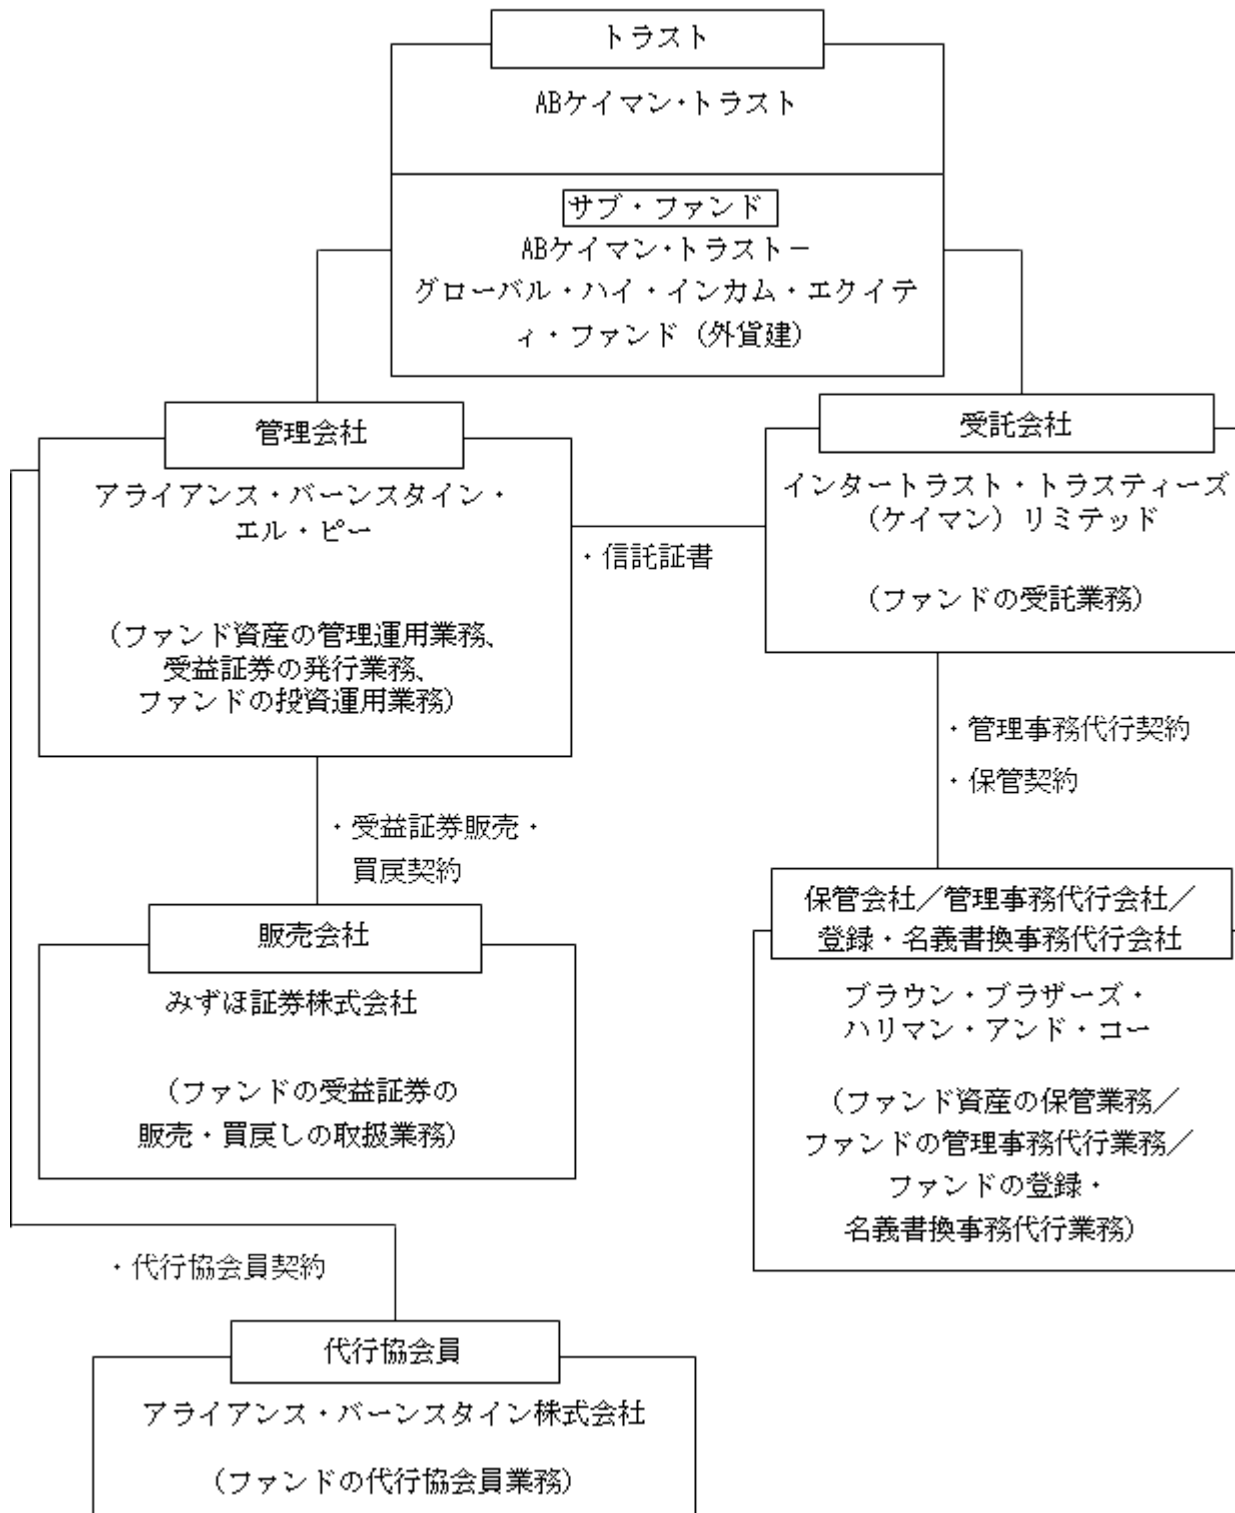 トラスト
ABケイマン・トラスト
サブ・ファンド
ABケイマン・トラスト－
グローバル・ハイ・インカム・エクイテ
ィ・ファンド（外貨建）
管理会社
アライアンス・バーンスタイン・
エル・ピー
（ファンド資産の管理運用業務、
受益証券の発行業務、
ファンドの投資運用業務）
・信託証書
受託会社
インタートラスト・トラスティーズ
（ケイマン）リミテッド
（ファンドの受託業務）
・管理事務代行契約
・保管契約
・受益証券販売・
買戻契約
販売会社
みずほ証券株式会社
（ファンドの受益証券の
販売・買戻しの取扱業務）
保管会社／管理事務代行会社／
登録・名義書換事務代行会社
ブラウン・ブラザーズ・
ハリマン・アンド・コー
（ファンド資産の保管業務／
ファンドの管理事務代行業務／
ファンドの登録・
名義書換事務代行業務）
・代行協会員契約
代行協会員
アライアンス・バーンスタイン株式会社
（ファンドの代行協会員業務）